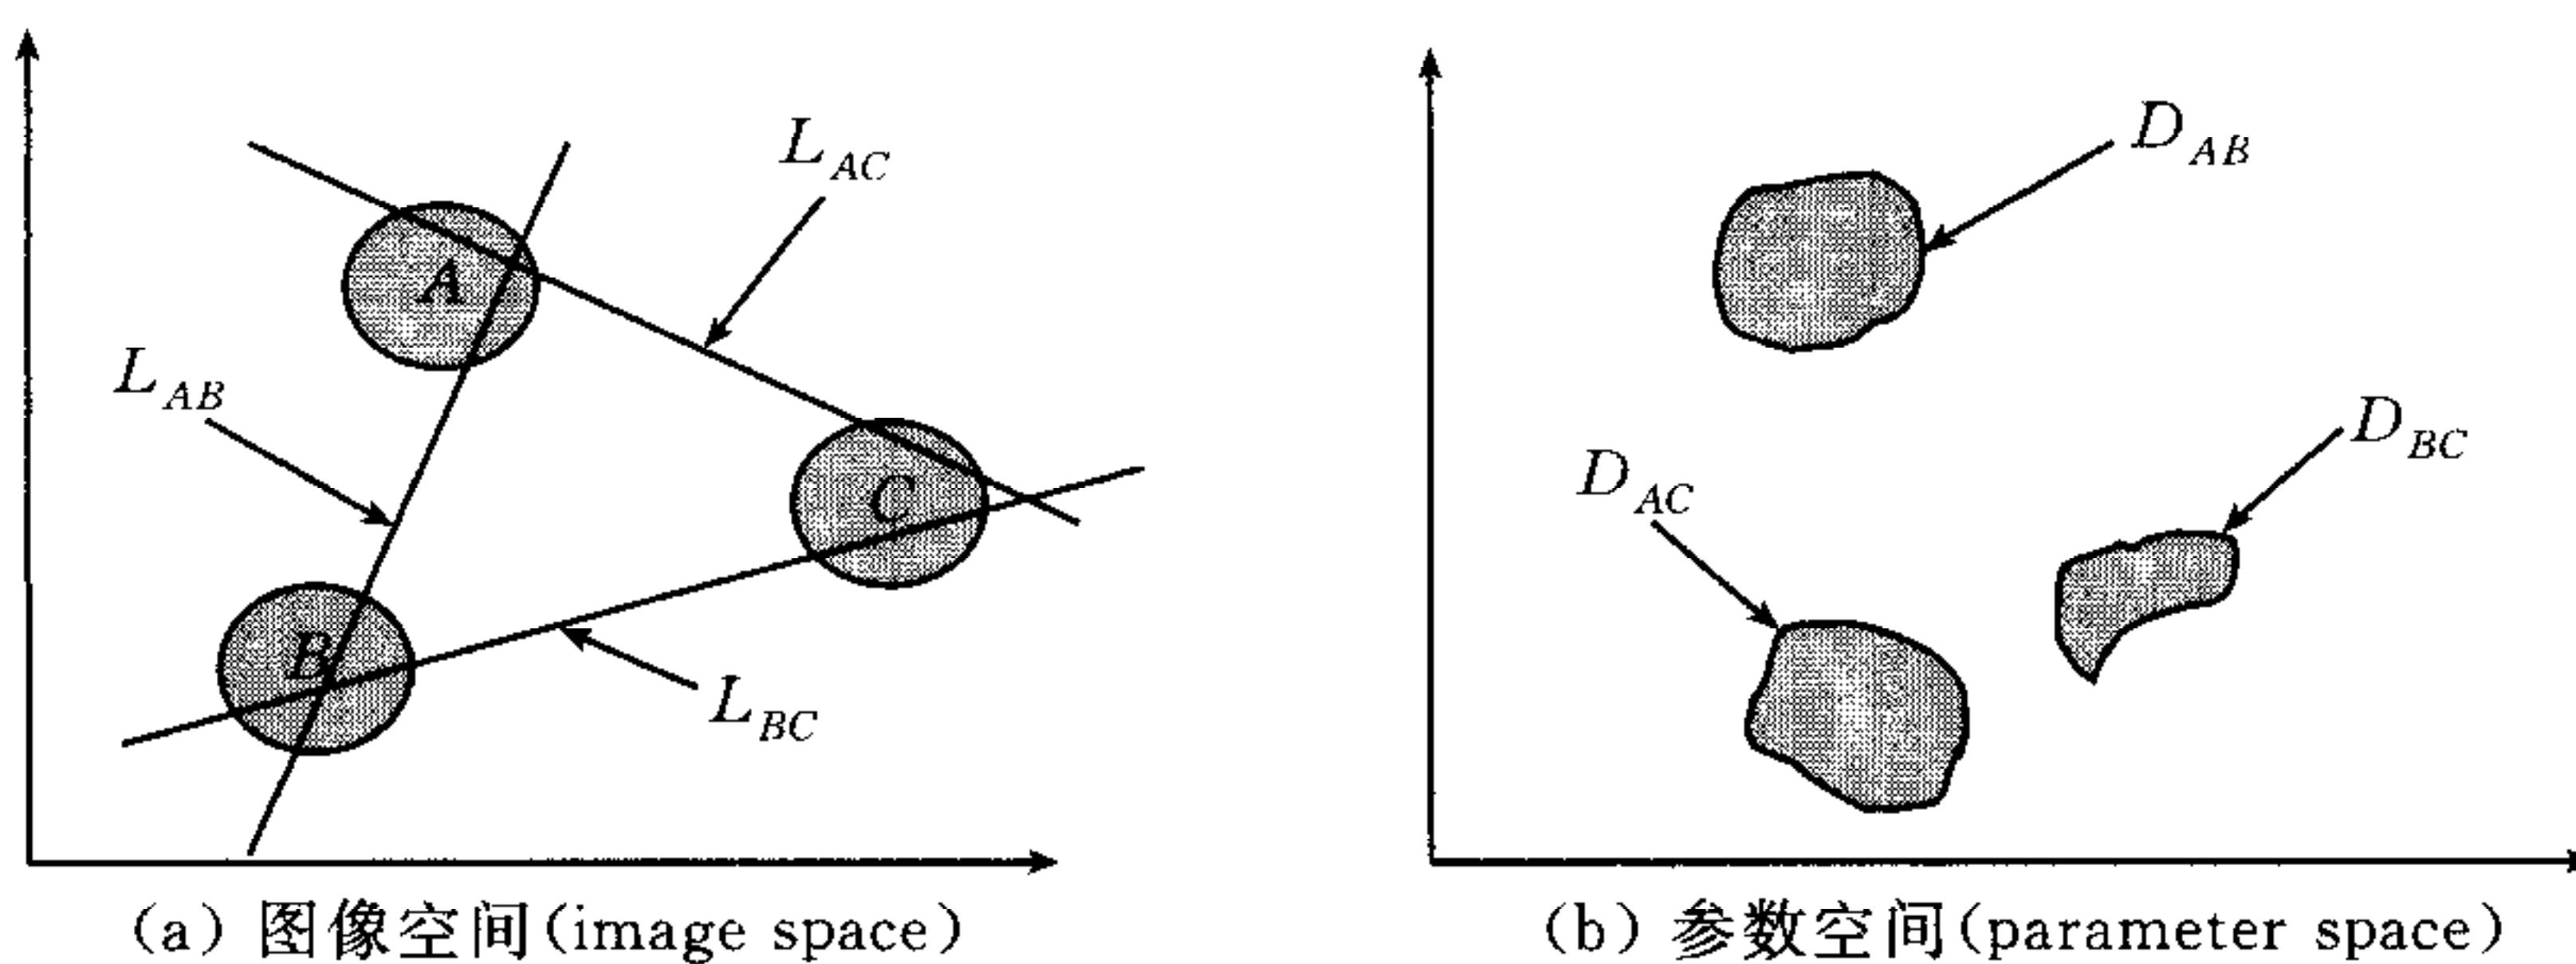 L_AC
A
L_AB
C
B
L_BC
D_AB
D_BC
D_AC
(a) 图像空间(image space)
(b) 参数空间(parameter space)